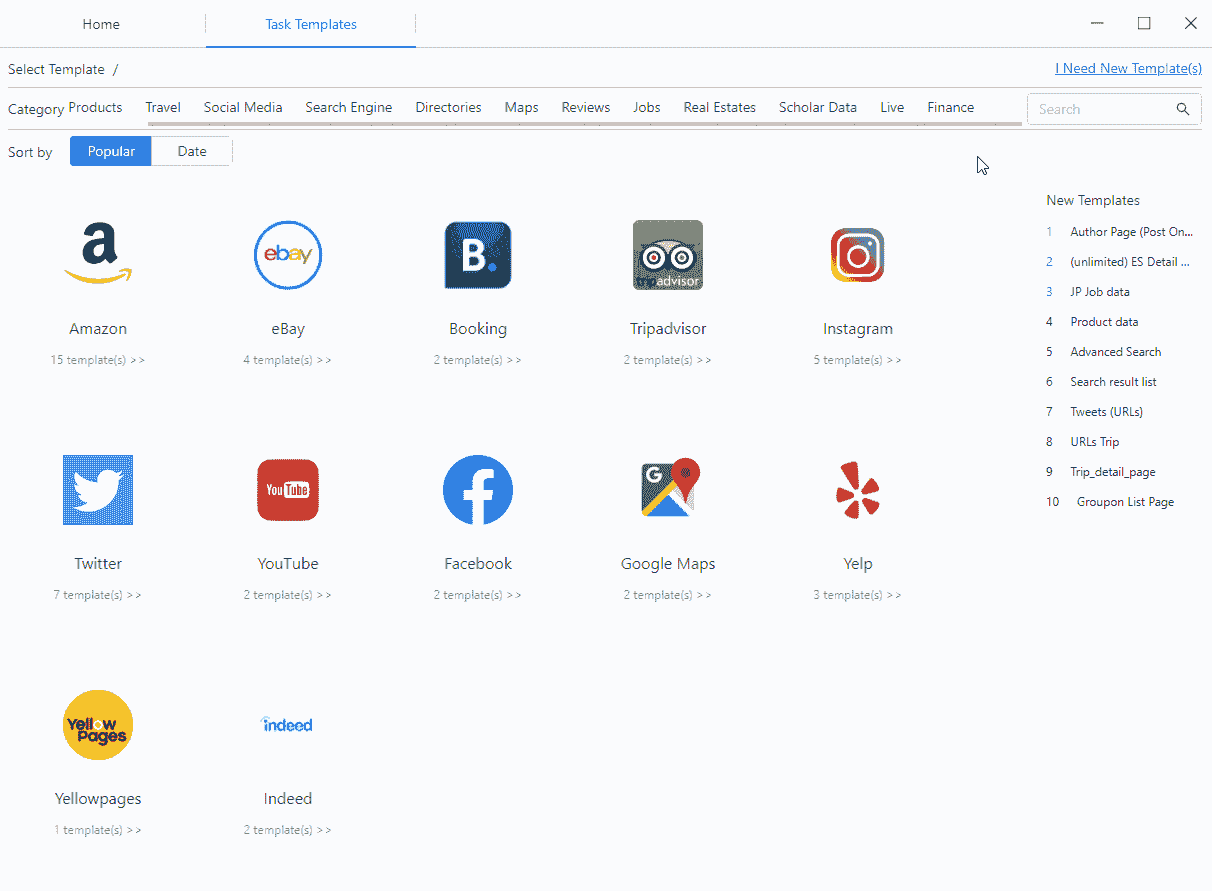 Home
Task Templates
Select Template /
I Need New Template(s)
Category Products Travel Social Media Search Engine Directories Maps Reviews Jobs Real Estates Scholar Data Live Finance
Search
Sort by Popular Date
a
ebay
B.
tripadvisor
Amazon
eBay
Booking
Tripadvisor
Instagram
15 template(s) >>
4 template(s) >>
2 template(s) >>
2 template(s) >>
5 template(s) >>
YouTube
f
G
Twitter
YouTube
Facebook
Google Maps
Yelp
7 template(s) >>
2 template(s) >>
2 template(s) >>
2 template(s) >>
3 template(s) >>
Yellow
Pages
indeed
Yellowpages
Indeed
1 template(s) >>
2 template(s) >>
New Templates
1 Author Page (Post On...
2 (unlimited) ES Detail ...
3 JP Job data
4 Product data
5 Advanced Search
6 Search result list
7 Tweets (URLs)
8 URLs Trip
9 Trip_detail_page
10 Groupon List Page